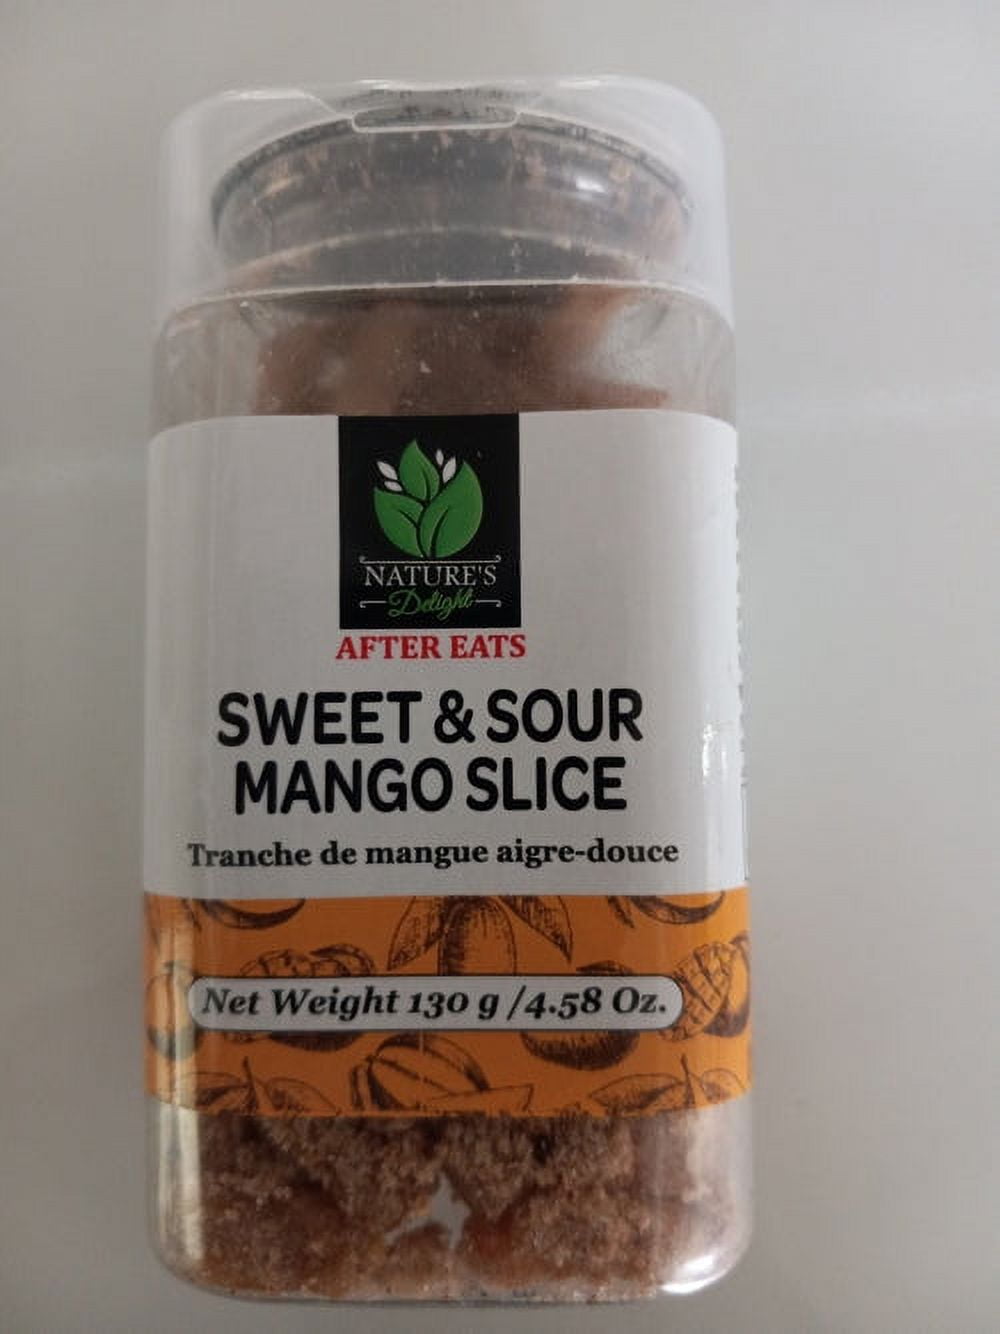 NATURE'S
Delight
AFTER EATS
SWEET & SOUR
MANGO SLICE
Tranche de mangue aigre-douce
Net Weight 130 g /4.58 Oz.